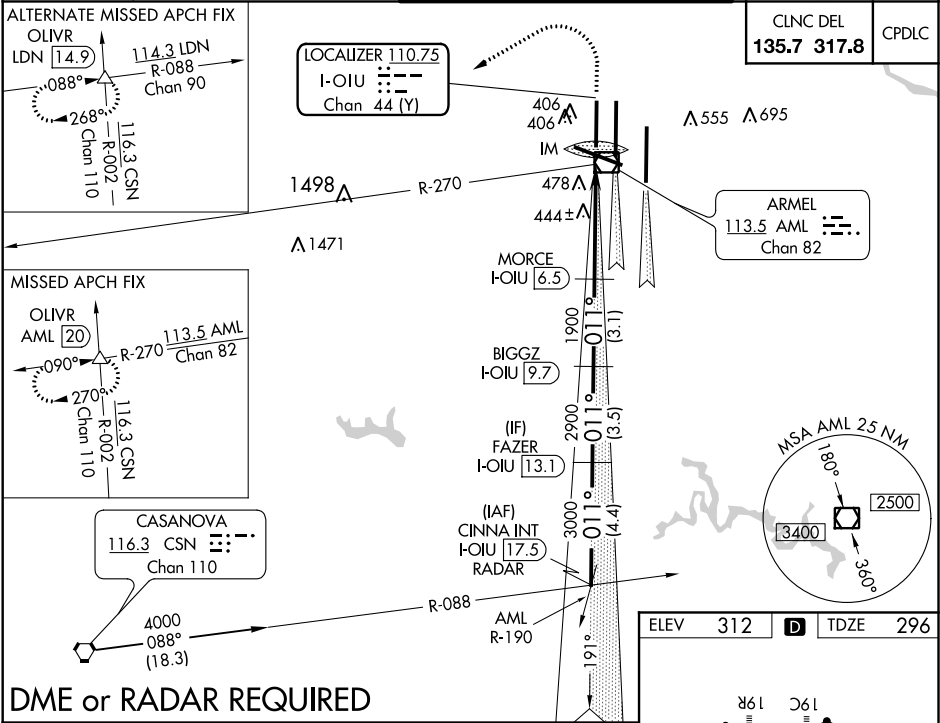 ALTERNATE MISSED APCH FIX
OLIVR
LDN 14.9
114.3 LDN
R-088
Chan 90
088°
268°
R-002
116.3 CSN
Chan 110
LOCALIZER 110.75
I-OIU
Chan 44 (Y)
CLNC DEL
135.7 317.8
CPDLC
406
406
555
695
IM
1498
R-270
478
444±
1471
ARMEL
113.5 AML
Chan 82
MISSED APCH FIX
OLIVR
AML 20
113.5 AML
R-270
Chan 82
090°
270°
R-002
116.3 CSN
Chan 110
MORCE
I-OIU 6.5
1900
011°
(3.1)
BIGGZ
I-OIU 9.7
2900
011°
(3.5)
(IF)
FAZER
I-OIU 13.1
3000
011°
(4.4)
(IAF)
CINNA INT
I-OIU 17.5
RADAR
MSA AML 25 NM
180°
2500
3400
360°
CASANOVA
116.3 CSN
Chan 110
R-088
4000
088°
(18.3)
AML
R-190
191°
ELEV 312 D TDZE 296
19R 19C
DME or RADAR REQUIRED